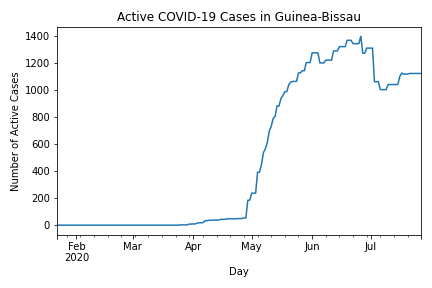 Active COVID-19 Cases in Guinea-Bissau
Number of Active Cases
1400
1200
1000
800
600
400
200
0
Feb Mar Apr May Jun Jul
2020
Day